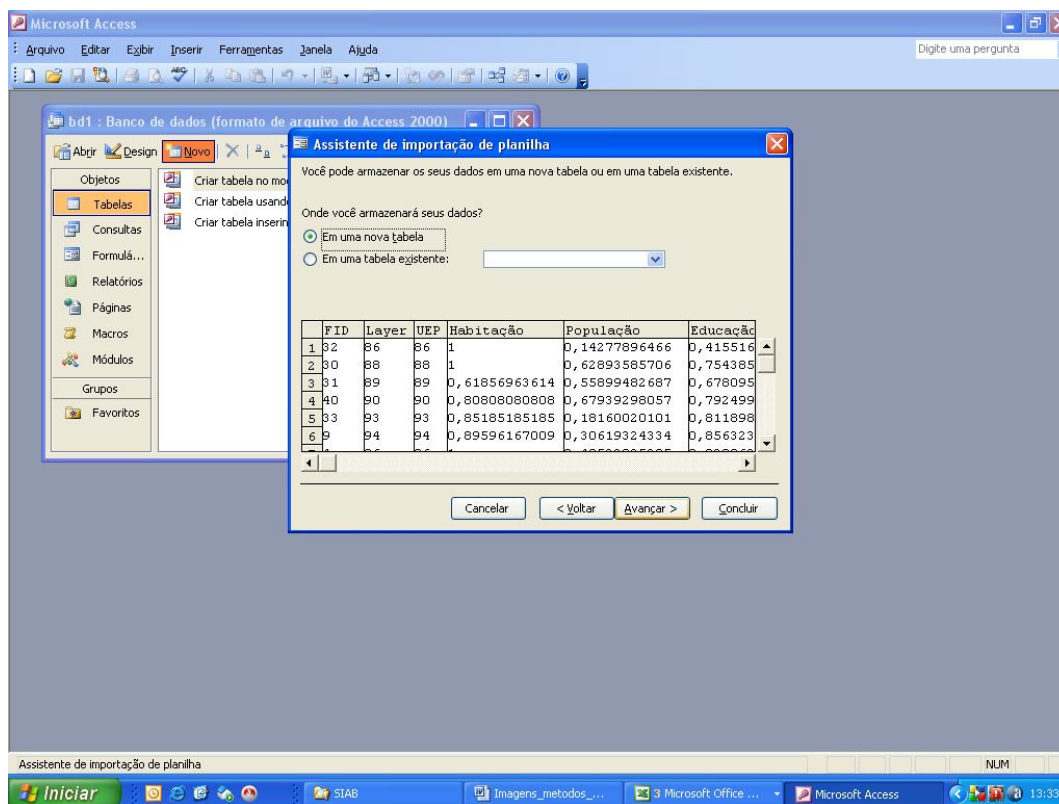 Microsoft Access
Arquivo Editar Exibir Inserir Ferramentas Janela Ajuda
Digite uma pergunta
bd1 : Banco de dados (formato de arquivo do Access 2000)
Abrir Design Novo
Objetos
Tabelas
Consultas
Formulá...
Relatórios
Páginas
Macros
Módulos
Grupos
Favoritos
Criar tabela no mo
Criar tabela usand
Criar tabela inserin
Assistente de importação de planilha
Você pode armazenar os seus dados em uma nova tabela ou em uma tabela existente.
Onde você armazenará seus dados?
Em uma nova tabela
Em uma tabela existente:
FID Layer UEP Habitação População Educação
1 32 86 86 1 0,14277896466 0,415516
2 30 88 88 1 0,62893585706 0,754385
3 31 89 89 0,61856963614 0,55899482687 0,678095
4 40 90 90 0,80808080808 0,67939298057 0,792499
5 33 93 93 0,85185185185 0,18160020101 0,811898
6 9 94 94 0,89596167009 0,30619324334 0,856323
Cancelar < Voltar Avançar > Concluir
Assistente de importação de planilha
NUM
Iniciar
SIAB
Imagens_metodos_...
3 Microsoft Office ...
Microsoft Access
13:33